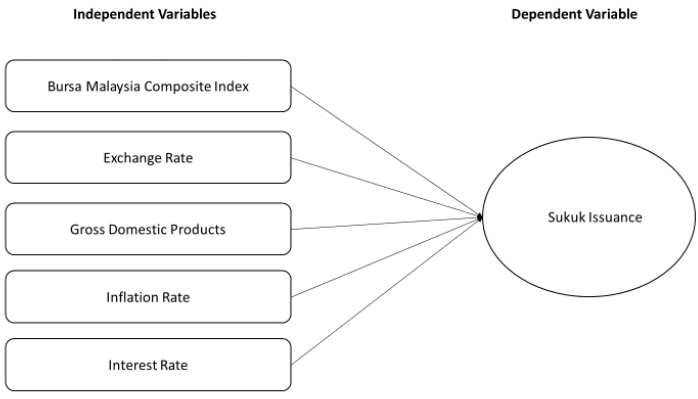 Independent Variables
Dependent Variable
Bursa Malaysia Composite Index
Exchange Rate
Gross Domestic Products
Inflation Rate
Interest Rate
Sukuk Issuance